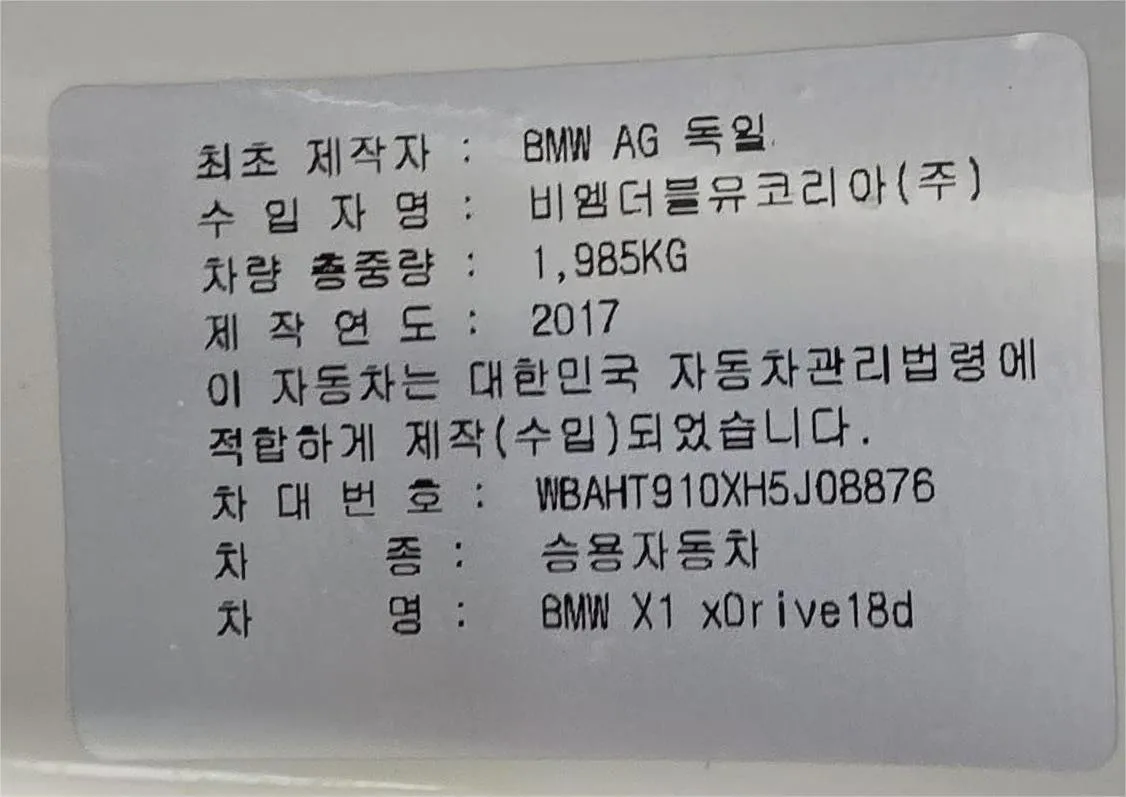 최초 제작자 : BMW AG 독일
수 입 자 명 : 비엠더블유코리아(주)
차량 총중량 : 1,985KG
제 작 연 도 : 2017
이 자동차는 대한민국 자동차관리법령에
적합하게 제작(수입)되었습니다.
차 대 번 호 : WBAHT910XH5J08876
차 종 : 승용자동차
차 명 : BMW X1 xDrive18d